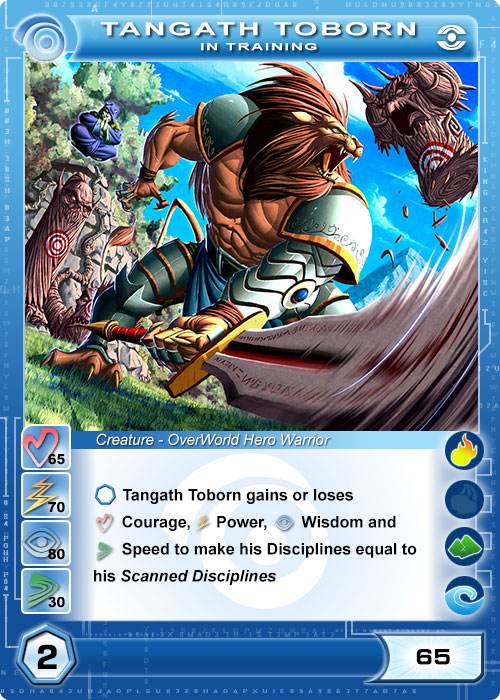 TANGATH TOBORN
IN TRAINING
Creature - OverWorld Hero Warrior
65
70
80
30
Tangath Toborn gains or loses
Courage, Power, Wisdom and
Speed to make his Disciplines equal to
his Scanned Disciplines
2
65